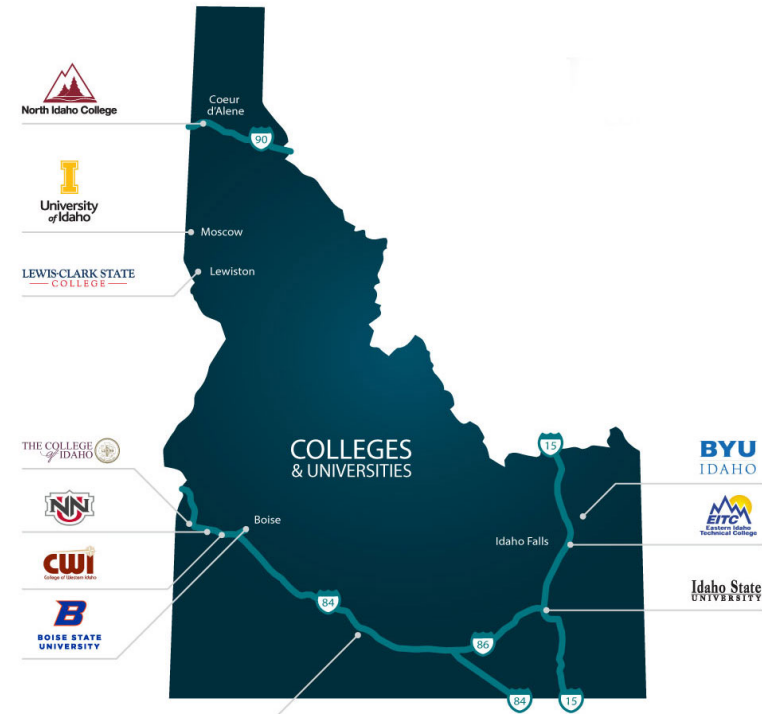 North Idaho College
Coeur
d'Alene
90
University
of Idaho
Moscow
LEWIS-CLARK STATE
COLLEGE
Lewiston
THE COLLEGE
of IDAHO
COLLEGES
& UNIVERSITIES
15
BYU
IDAHO
NN
EITC
Eastern Idaho
Technical College
Boise
Idaho Falls
CWI
College of Western Idaho
Idaho State
UNIVERSITY
B
BOISE STATE
UNIVERSITY
84
86
84
15